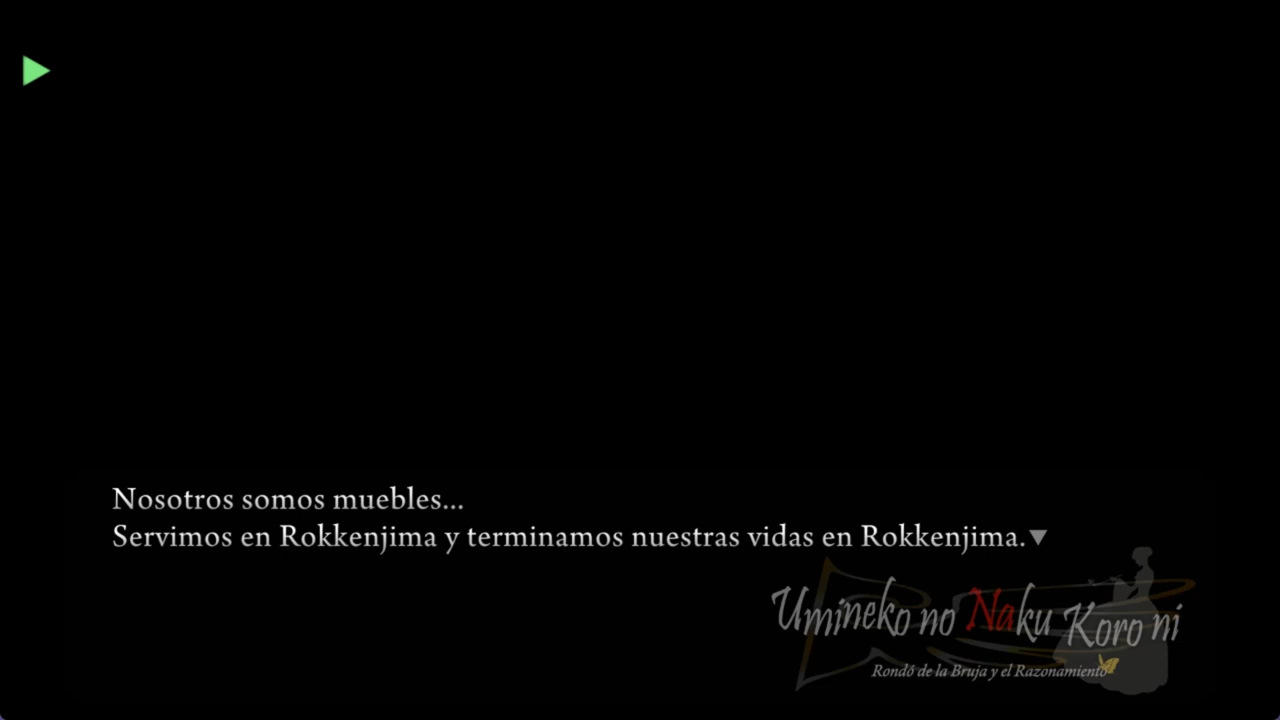 Nosotros somos muebles...
Servimos en Rokkenjima y terminamos nuestras vidas en Rokkenjima.
Umineko no Naku Koro ni
Rondó de la Bruja y el Razonamiento